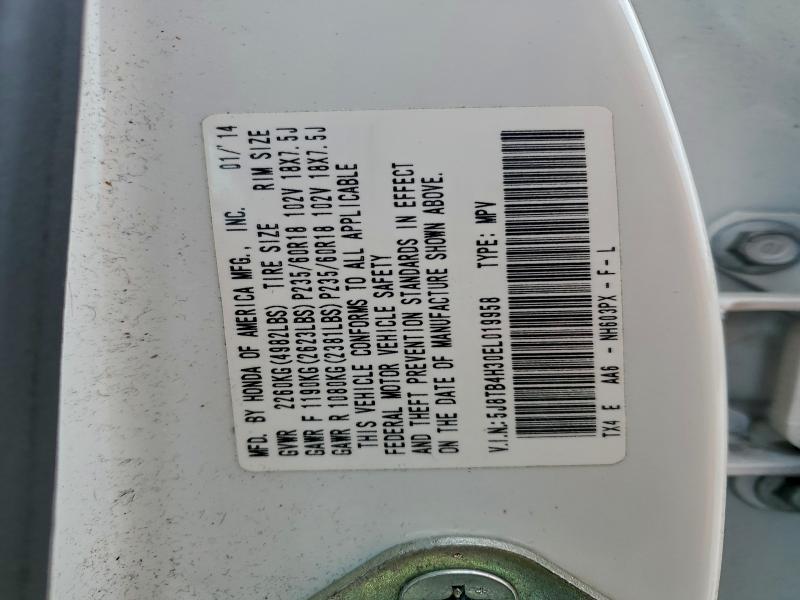 MFD. BY HONDA OF AMERICA MFG., INC. 01/'14
GVWR 2260KG(4982LBS) TIRE SIZE RIM SIZE
GAWR F 1190KG(2623LBS) P235/60R18 102V 18X7.5J
GAWR R 1080KG(2381LBS) P235/60R18 102V 18X7.5J
THIS VEHICLE CONFORMS TO ALL APPLICABLE
FEDERAL MOTOR VEHICLE SAFETY
AND THEFT PREVENTION STANDARDS IN EFFECT
ON THE DATE OF MANUFACTURE SHOWN ABOVE.
V.I.N.:5J8TB4H30EL019958 TYPE: MPV
TX4 E AA6 - NH603PX - F - L